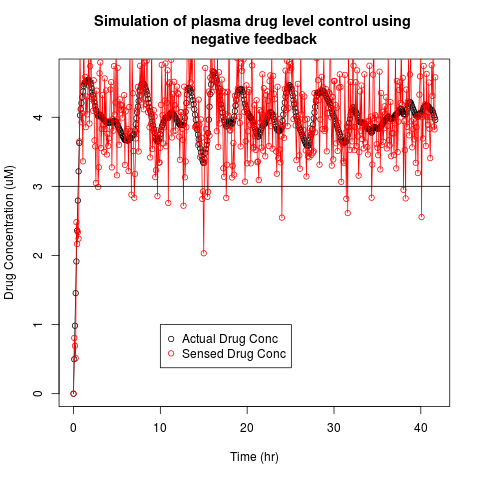 Simulation of plasma drug level control using
negative feedback
Drug Concentration (uM)
4
3
2
1
0
Actual Drug Conc
Sensed Drug Conc
0 10 20 30 40
Time (hr)